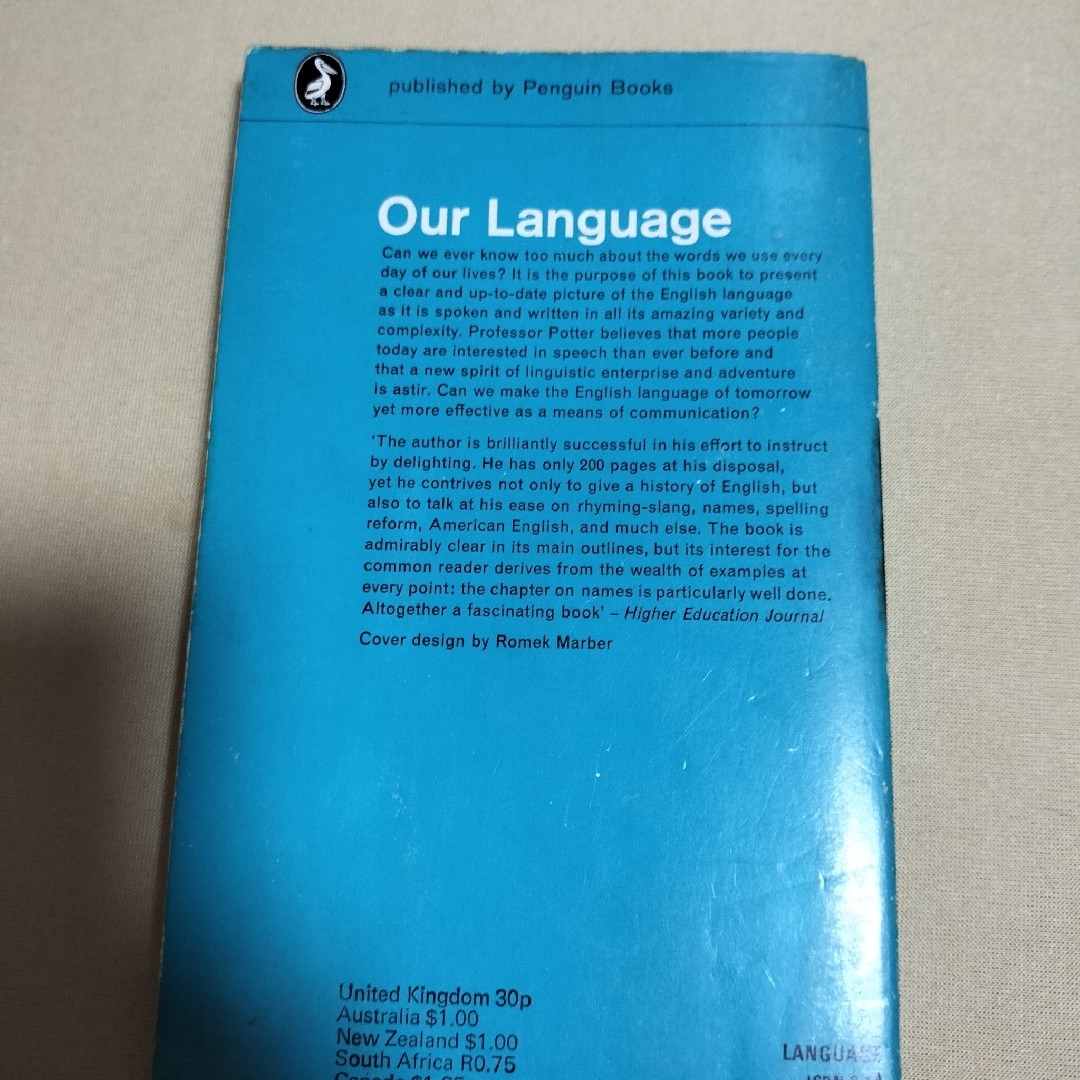 published by Penguin Books
Our Language
Can we ever know too much about the words we use every
day of our lives? It is the purpose of this book to present
a clear and up-to-date picture of the English language
as it is spoken and written in all its amazing variety and
complexity. Professor Potter believes that more people
today are interested in speech than ever before and
that a new spirit of linguistic enterprise and adventure
is astir. Can we make the English language of tomorrow
yet more effective as a means of communication?
'The author is brilliantly successful in his effort to instruct
by delighting. He has only 200 pages at his disposal,
yet he contrives not only to give a history of English, but
also to talk at his ease on rhyming-slang, names, spelling
reform, American English, and much else. The book is
admirably clear in its main outlines, but its interest for the
common reader derives from the wealth of examples at
every point: the chapter on names is particularly well done.
Altogether a fascinating book' – Higher Education Journal
Cover design by Romek Marber
United Kingdom 30p
Australia $1.00
New Zealand $1.00
South Africa R0.75
LANGUAGE